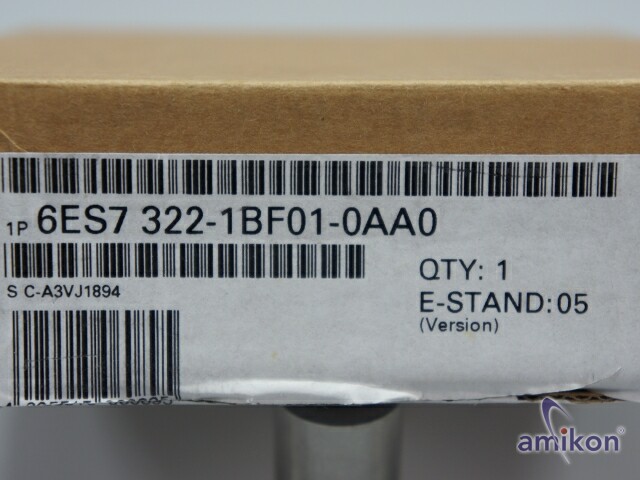 1P 6ES7 322-1BF01-0AA0
S C-A3VJ1894
QTY: 1
E-STAND:05
(Version)
amikon®